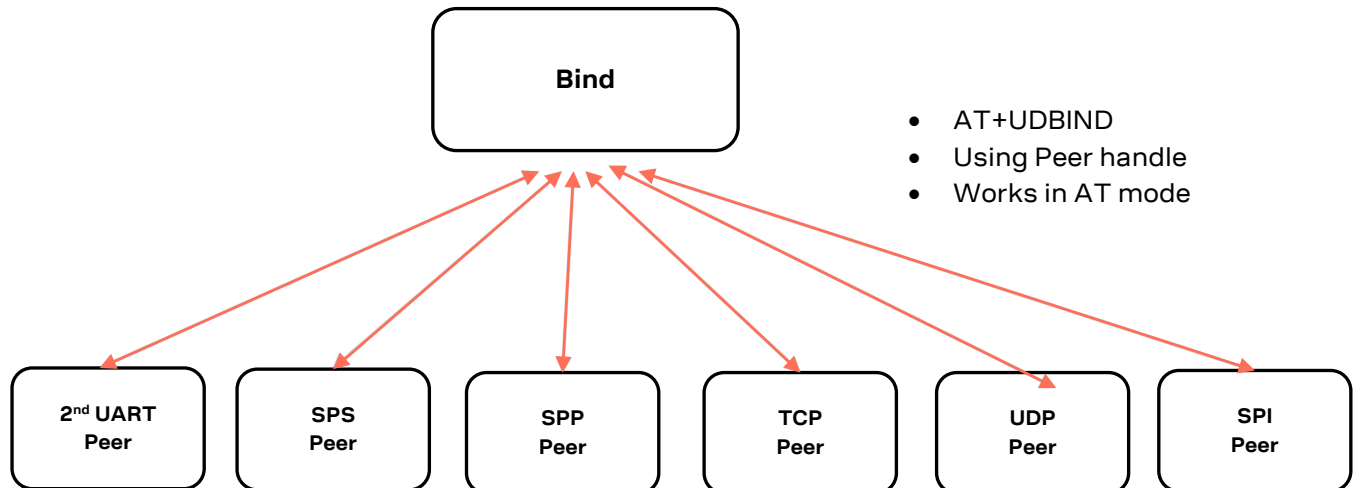 Bind
• AT+UDBIND
• Using Peer handle
• Works in AT mode
2nd UART
Peer
SPS
Peer
SPP
Peer
TCP
Peer
UDP
Peer
SPI
Peer